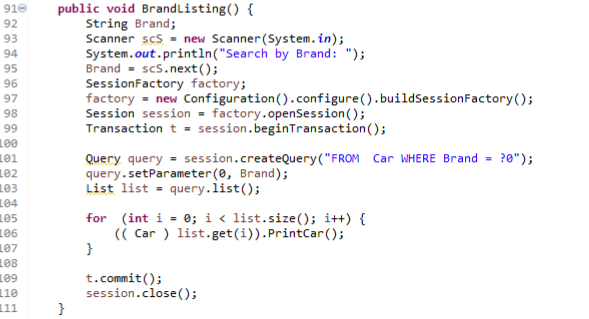 91 public void BrandListing() {
92 String Brand;
93 Scanner scS = new Scanner(System.in);
94 System.out.println("Search by Brand: ");
95 Brand = scS.next();
96 SessionFactory factory;
97 factory = new Configuration().configure().buildSessionFactory();
98 Session session = factory.openSession();
99 Transaction t = session.beginTransaction();
100
101 Query query = session.createQuery("FROM  Car WHERE Brand = ?0");
102 query.setParameter(0, Brand);
103 List list = query.list();
104
105 for  (int i = 0; i < list.size(); i++) {
106 (( Car ) list.get(i)).PrintCar();
107 }
108
109 t.commit();
110 session.close();
111 }